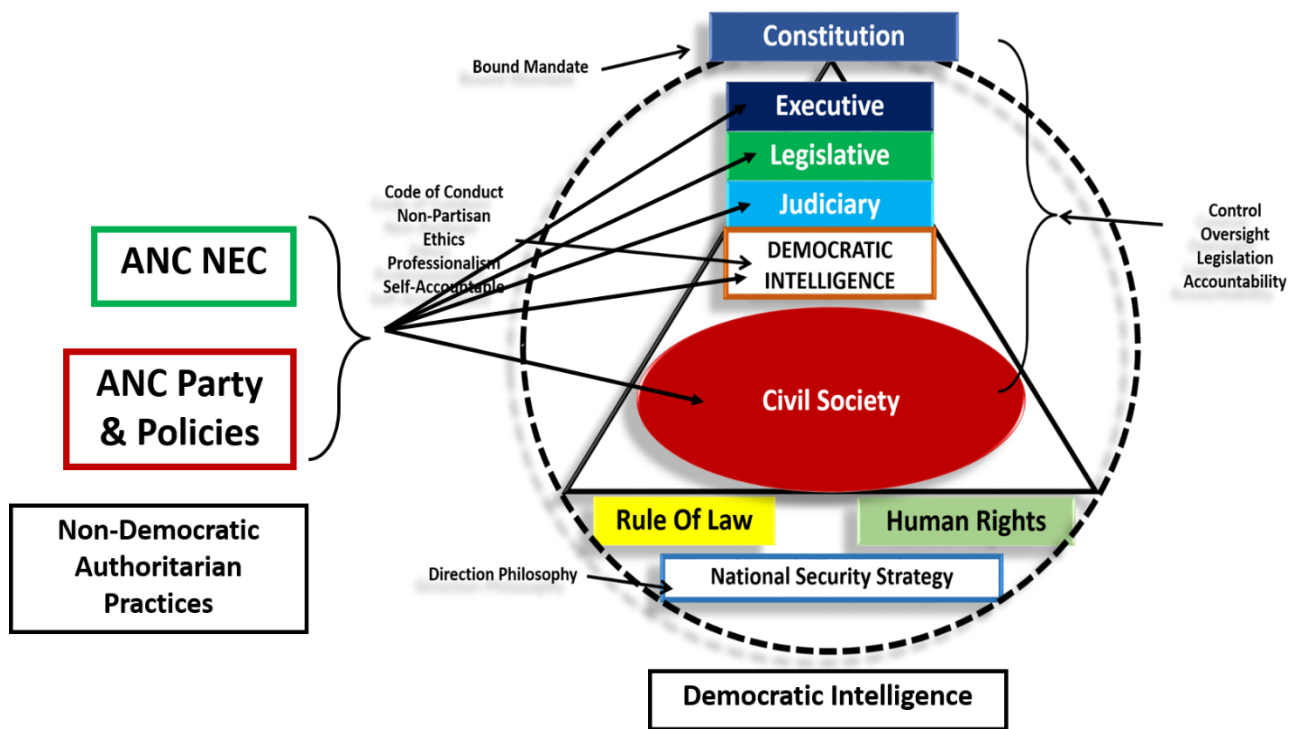 Constitution
Bound Mandate
Executive
Legislative
Judiciary
DEMOCRATIC
INTELLIGENCE
Code of Conduct
Non-Partisan
Ethics
Professionalism
Self-Accountable
Control
Oversight
Legislation
Accountability
ANC NEC
ANC Party
& Policies
Civil Society
Non-Democratic
Authoritarian
Practices
Rule Of Law
Human Rights
Direction Philosophy
National Security Strategy
Democratic Intelligence